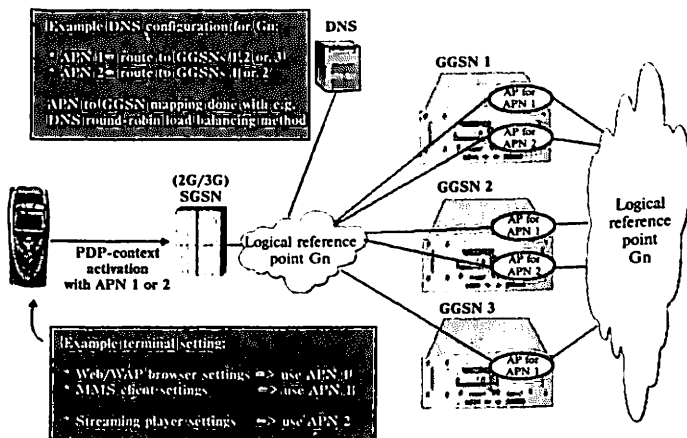 Example DNS configuration for Gn:
* APN 1 => route to GGSNs 1, 2 or 3
* APN 2 => route to GGSNs 1 or 2
APN to GGSN mapping done with e.g.
DNS round-robin load balancing method
DNS
GGSN 1
AP for
APN 1
AP for
APN 2
(2G/3G)
SGSN
GGSN 2
AP for
APN 1
AP for
APN 2
Logical reference
point Gn
Logical
reference
point
Gn
PDP-context
activation
with APN 1 or 2
GGSN 3
AP for
APN 1
Example terminal setting:
* Web/WAP browser settings => use APN 1
* MMS client settings => use APN 1
* Streaming player settings => use APN 2